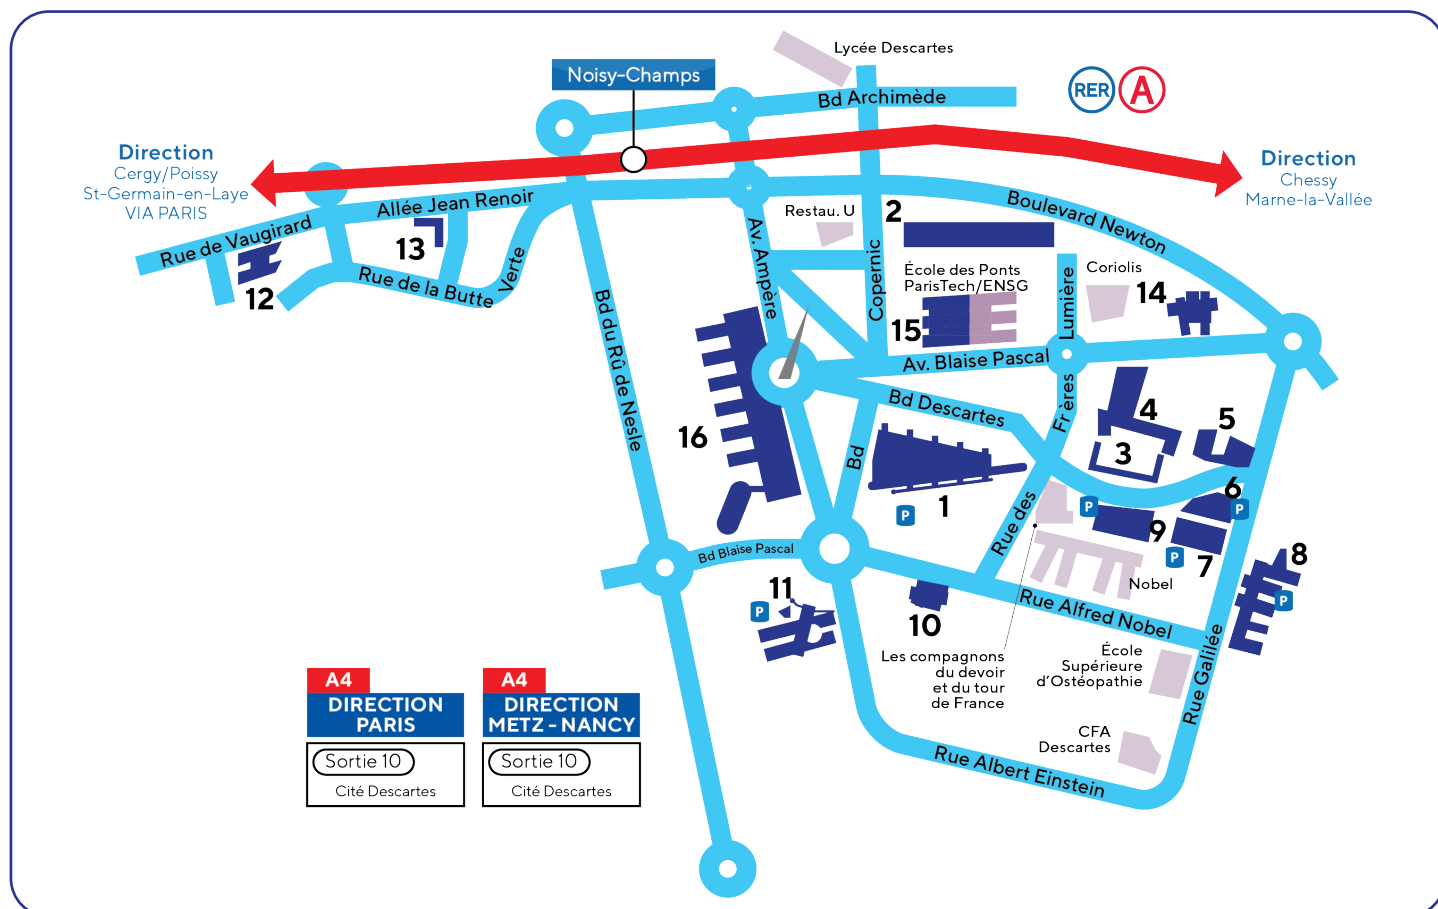 Lycée Descartes
Noisy-Champs
Bd Archimède
RER A
Direction
Cergy/Poissy
St-Germain-en-Laye
VIA PARIS
Direction
Chessy
Marne-la-Vallée
Allée Jean Renoir
Rue de Vaugirard
13
12
Rue de la Butte Verte
Restau. U
2
Boulevard Newton
Av. Ampère
Copernic
École des Ponts
ParisTech/ENSG
15
Lumière
Coriolis
14
Bd du Rû de Nesle
Av. Blaise Pascal
Bd Descartes
Frères
4
5
3
16
Bd
1
P
Rue des
P
9
6
P
7
P
8
P
Nobel
Bd Blaise Pascal
11
P
10
Rue Alfred Nobel
Les compagnons
du devoir
et du tour
de France
École
Supérieure
d'Ostéopathie
Rue Galilée
CFA
Descartes
Rue Albert Einstein
A4
DIRECTION
PARIS
Sortie 10
Cité Descartes
A4
DIRECTION
METZ - NANCY
Sortie 10
Cité Descartes